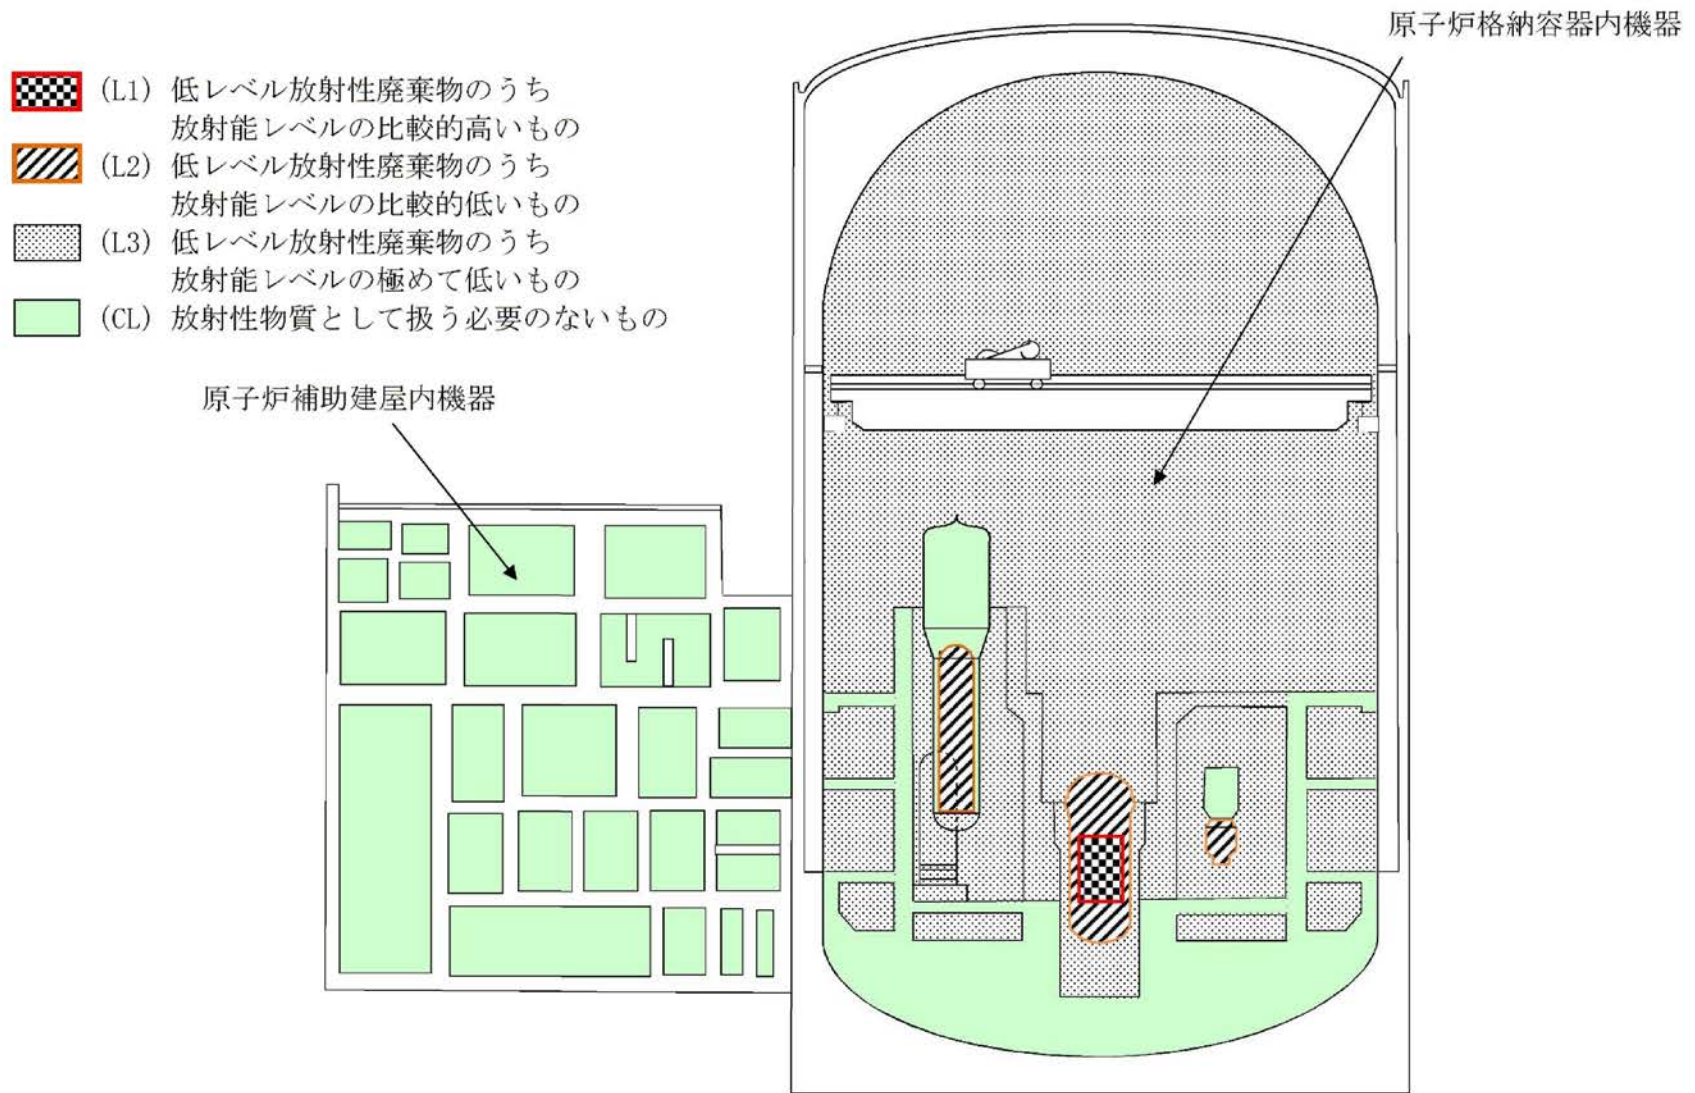 原子炉格納容器内機器
(L1) 低レベル放射性廃棄物のうち
放射能レベルの比較的高いもの
(L2) 低レベル放射性廃棄物のうち
放射能レベルの比較的低いもの
(L3) 低レベル放射性廃棄物のうち
放射能レベルの極めて低いもの
(CL) 放射性物質として扱う必要のないもの
原子炉補助建屋内機器